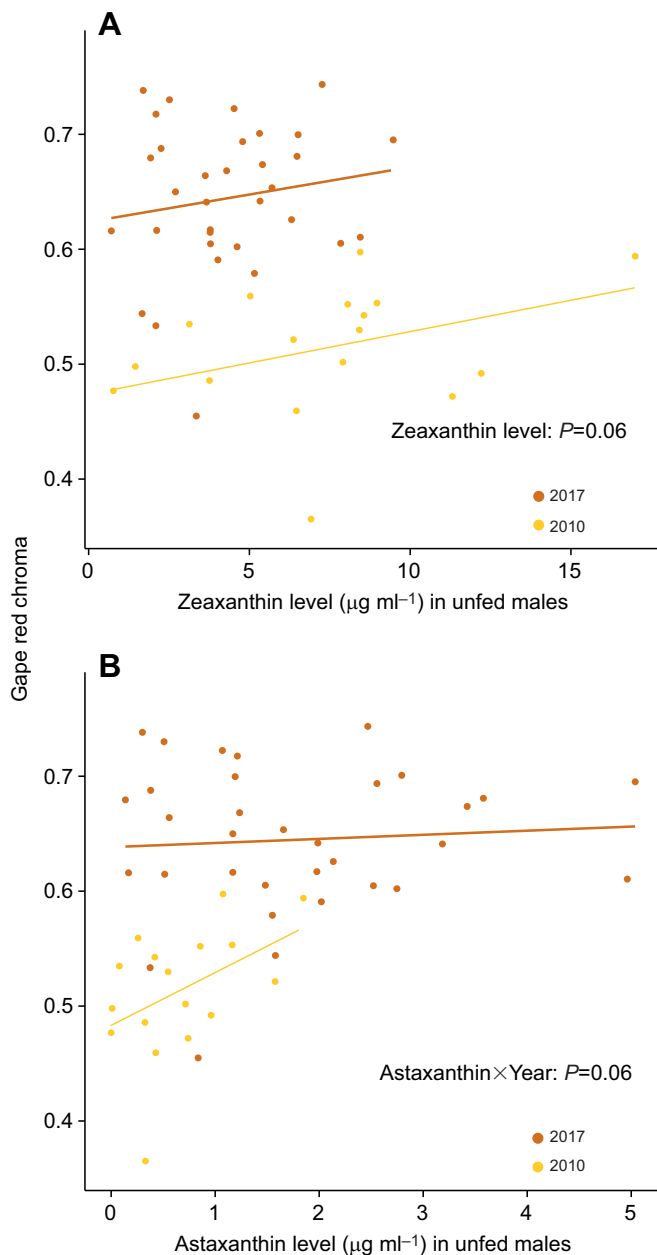 A
0.7
0.6
0.5
0.4
Zeaxanthin level: P=0.06
2017
2010
0 5 10 15
Zeaxanthin level (μg ml⁻¹) in unfed males
Gape red chroma
B
0.7
0.6
0.5
0.4
Astaxanthin×Year: P=0.06
2017
2010
0 1 2 3 4 5
Astaxanthin level (μg ml⁻¹) in unfed males